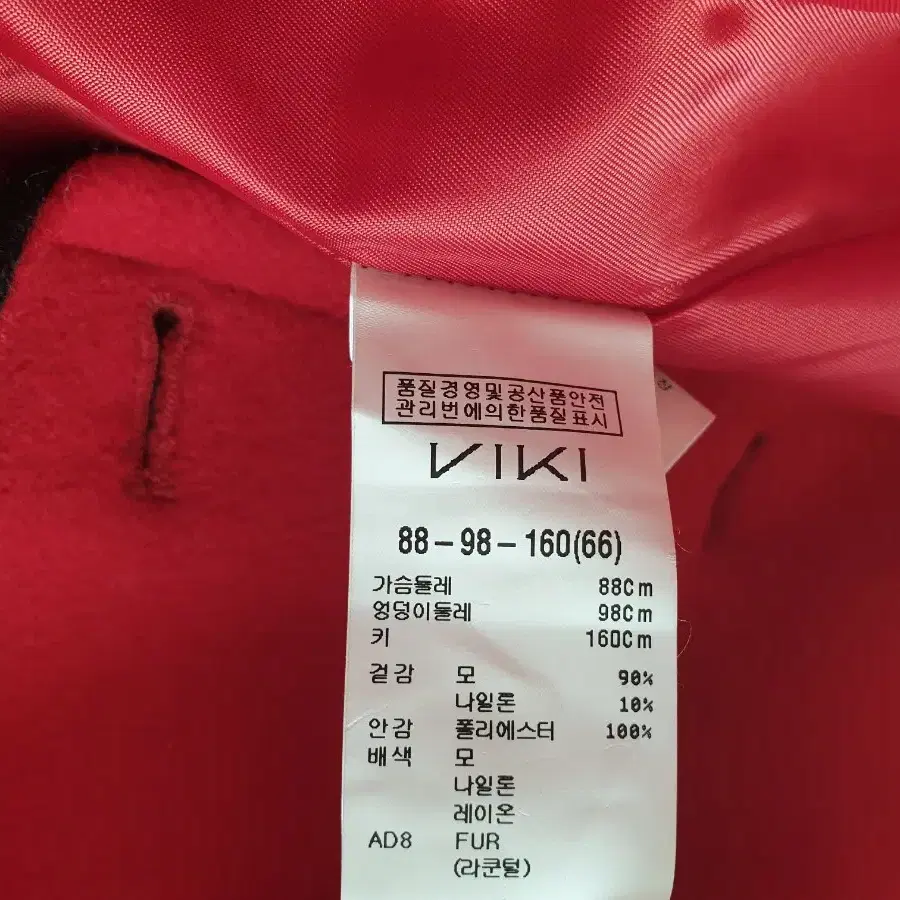 품질경영및공산품안전
관리번에의한품질표시
VIKI
88-98-160(66)
가슴둘레 88Cm
엉덩이둘레 98Cm
키 160Cm
겉감 모 90%
나일론 10%
안감 폴리에스터 100%
배색 모
나일론
레이온
AD8 FUR
(라쿤털)